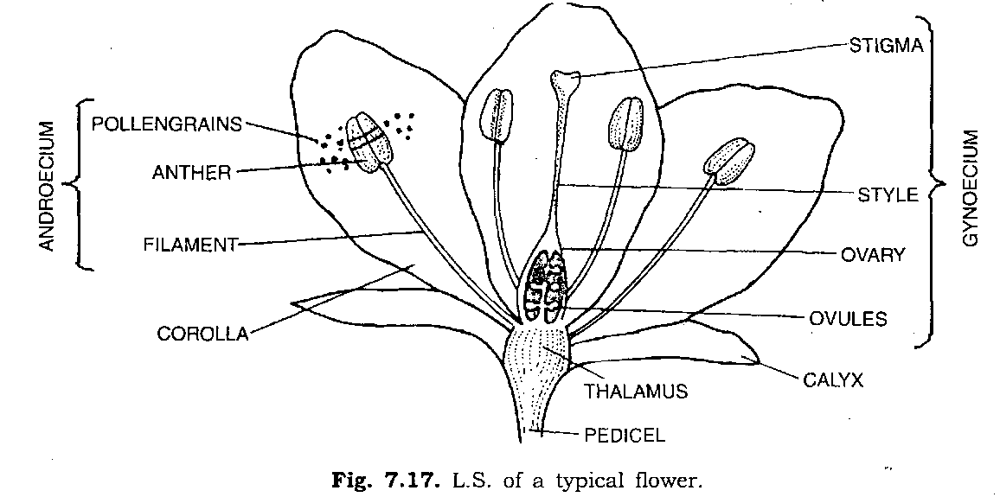 STIGMA
POLLENGRAINS
ANTHER
ANDROECIUM
GYNOECIUM
STYLE
FILAMENT
OVARY
OVULES
COROLLA
CALYX
THALAMUS
PEDICEL
Fig. 7.17. L.S. of a typical flower.